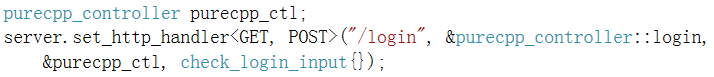 purecpp_controller purecpp_ctl;
server.set_http_handler<GET, POST>("/login", &purecpp_controller::login,
&purecpp_ctl, check_login_input{});